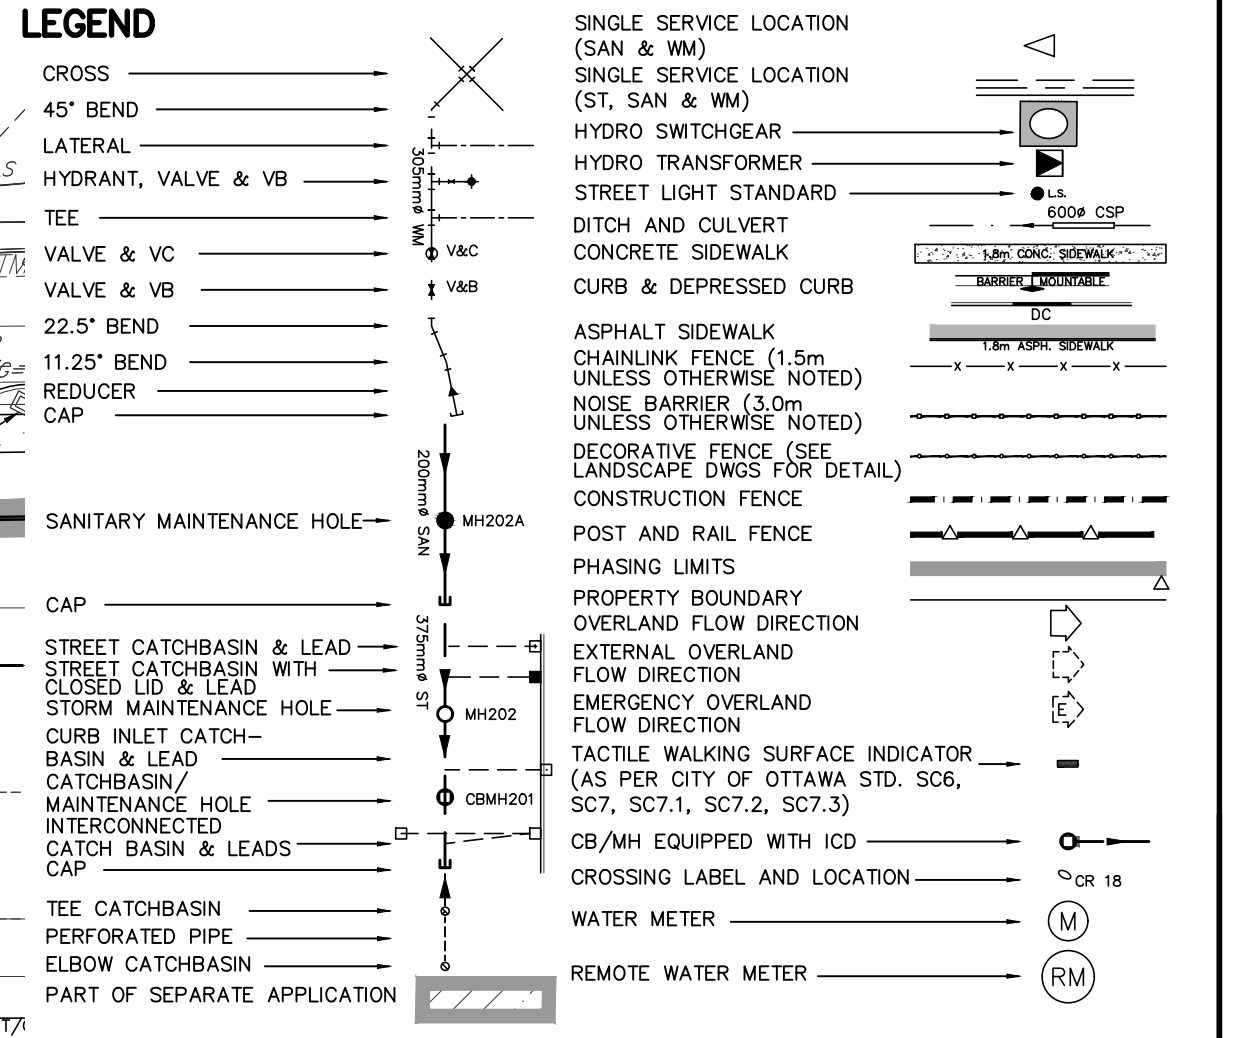 LEGEND
CROSS
45° BEND
LATERAL
HYDRANT, VALVE & VB
TEE
VALVE & VC
VALVE & VB
22.5° BEND
11.25° BEND
REDUCER
CAP
SANITARY MAINTENANCE HOLE
CAP
STREET CATCHBASIN & LEAD
STREET CATCHBASIN WITH
CLOSED LID & LEAD
STORM MAINTENANCE HOLE
CURB INLET CATCH-
BASIN & LEAD
CATCHBASIN/
MAINTENANCE HOLE
INTERCONNECTED
CATCH BASIN & LEADS
CAP
TEE CATCHBASIN
PERFORATED PIPE
ELBOW CATCHBASIN
PART OF SEPARATE APPLICATION
305mmø WM
V&C
V&B
200mmø SAN
MH202A
375mmø ST
MH202
CBMH201
SINGLE SERVICE LOCATION
(SAN & WM)
SINGLE SERVICE LOCATION
(ST, SAN & WM)
HYDRO SWITCHGEAR
HYDRO TRANSFORMER
STREET LIGHT STANDARD
L.S.
DITCH AND CULVERT
600ø CSP
CONCRETE SIDEWALK
1.8m CONC. SIDEWALK
CURB & DEPRESSED CURB
BARRIER MOUNTABLE
DC
ASPHALT SIDEWALK
1.8m ASPH. SIDEWALK
CHAINLINK FENCE (1.5m
UNLESS OTHERWISE NOTED)
X X X X
NOISE BARRIER (3.0m
UNLESS OTHERWISE NOTED)
DECORATIVE FENCE (SEE
LANDSCAPE DWGS FOR DETAIL)
CONSTRUCTION FENCE
POST AND RAIL FENCE
PHASING LIMITS
PROPERTY BOUNDARY
OVERLAND FLOW DIRECTION
EXTERNAL OVERLAND
FLOW DIRECTION
EMERGENCY OVERLAND
FLOW DIRECTION
E
TACTILE WALKING SURFACE INDICATOR
(AS PER CITY OF OTTAWA STD. SC6,
SC7, SC7.1, SC7.2, SC7.3)
CB/MH EQUIPPED WITH ICD
CROSSING LABEL AND LOCATION
CR 18
WATER METER
M
REMOTE WATER METER
RM